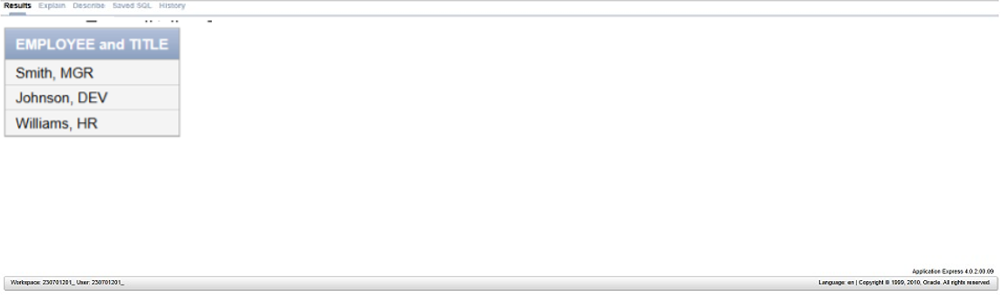 Results Explain Describe Saved SQL History
EMPLOYEE and TITLE
Smith, MGR
Johnson, DEV
Williams, HR
Application Express 4.0.2.00.09
Workspace: 230701201_ User: 230701201_
Language: en | Copyright © 1999, 2010, Oracle. All rights reserved.